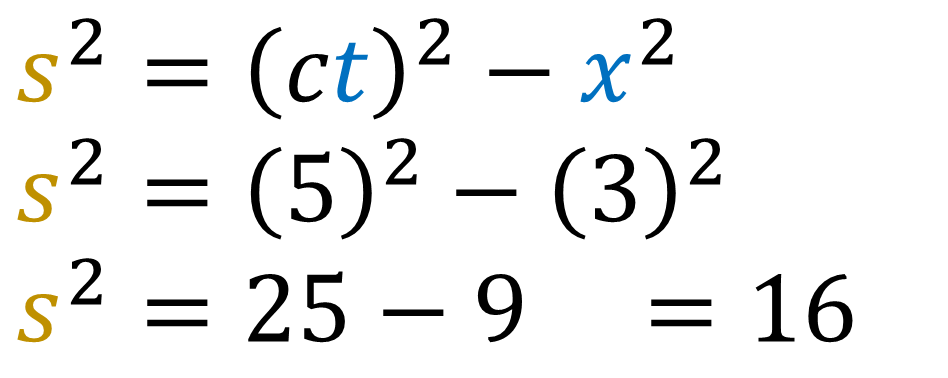 s² = (ct)² − x²
s² = (5)² − (3)²
s² = 25 − 9 = 16